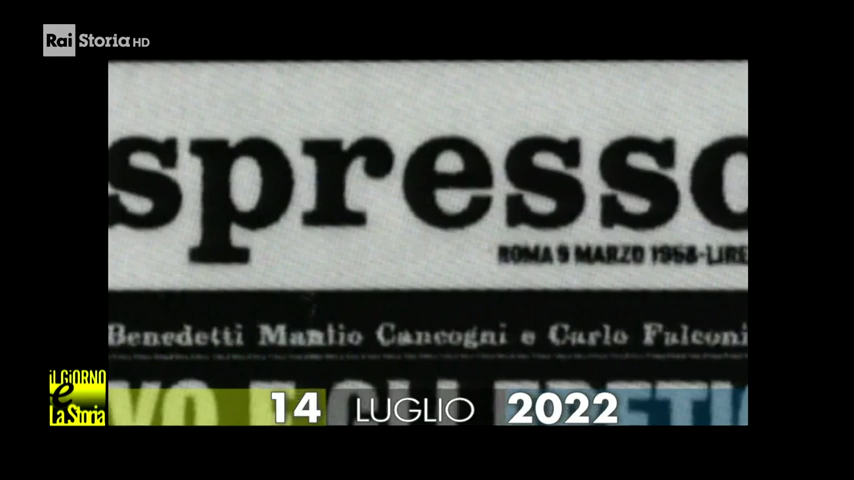 Rai Storia HD
spresso
ROMA 9 MARZO 1958-LIRE
Benedetti Manlio Cancogni e Carlo Falconi
IL GIORNO
e
La Storia
14 LUGLIO 2022